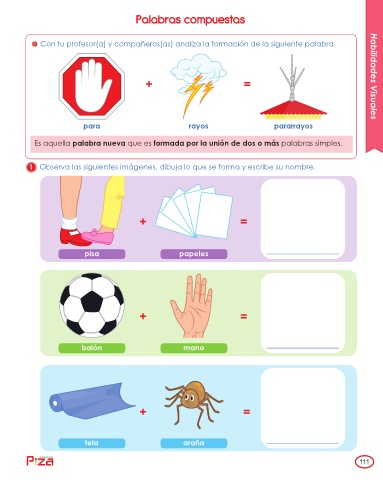 Palabras compuestas
Habilidades Visuales
Con tu profesor(a) y compañeros(as) analiza la formación de la siguiente palabra.
+ =
para rayos pararrayos
Es aquella palabra nueva que es formada por la unión de dos o más palabras simples.
1 Observa las siguientes imágenes, dibuja lo que se forma y escribe su nombre.
+ =
pisa papeles
+ =
balón mano
+ =
tela araña
P:zA
111